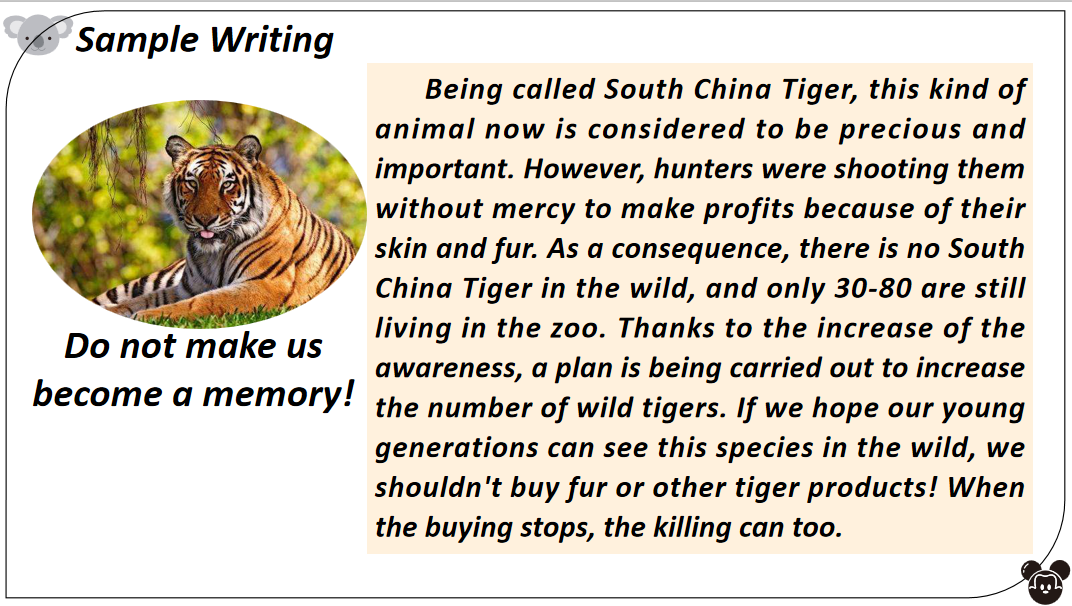 Sample Writing
Do not make us
become a memory!
Being called South China Tiger, this kind of
animal now is considered to be precious and
important. However, hunters were shooting them
without mercy to make profits because of their
skin and fur. As a consequence, there is no South
China Tiger in the wild, and only 30-80 are still
living in the zoo. Thanks to the increase of the
awareness, a plan is being carried out to increase
the number of wild tigers. If we hope our young
generations can see this species in the wild, we
shouldn't buy fur or other tiger products! When
the buying stops, the killing can too.